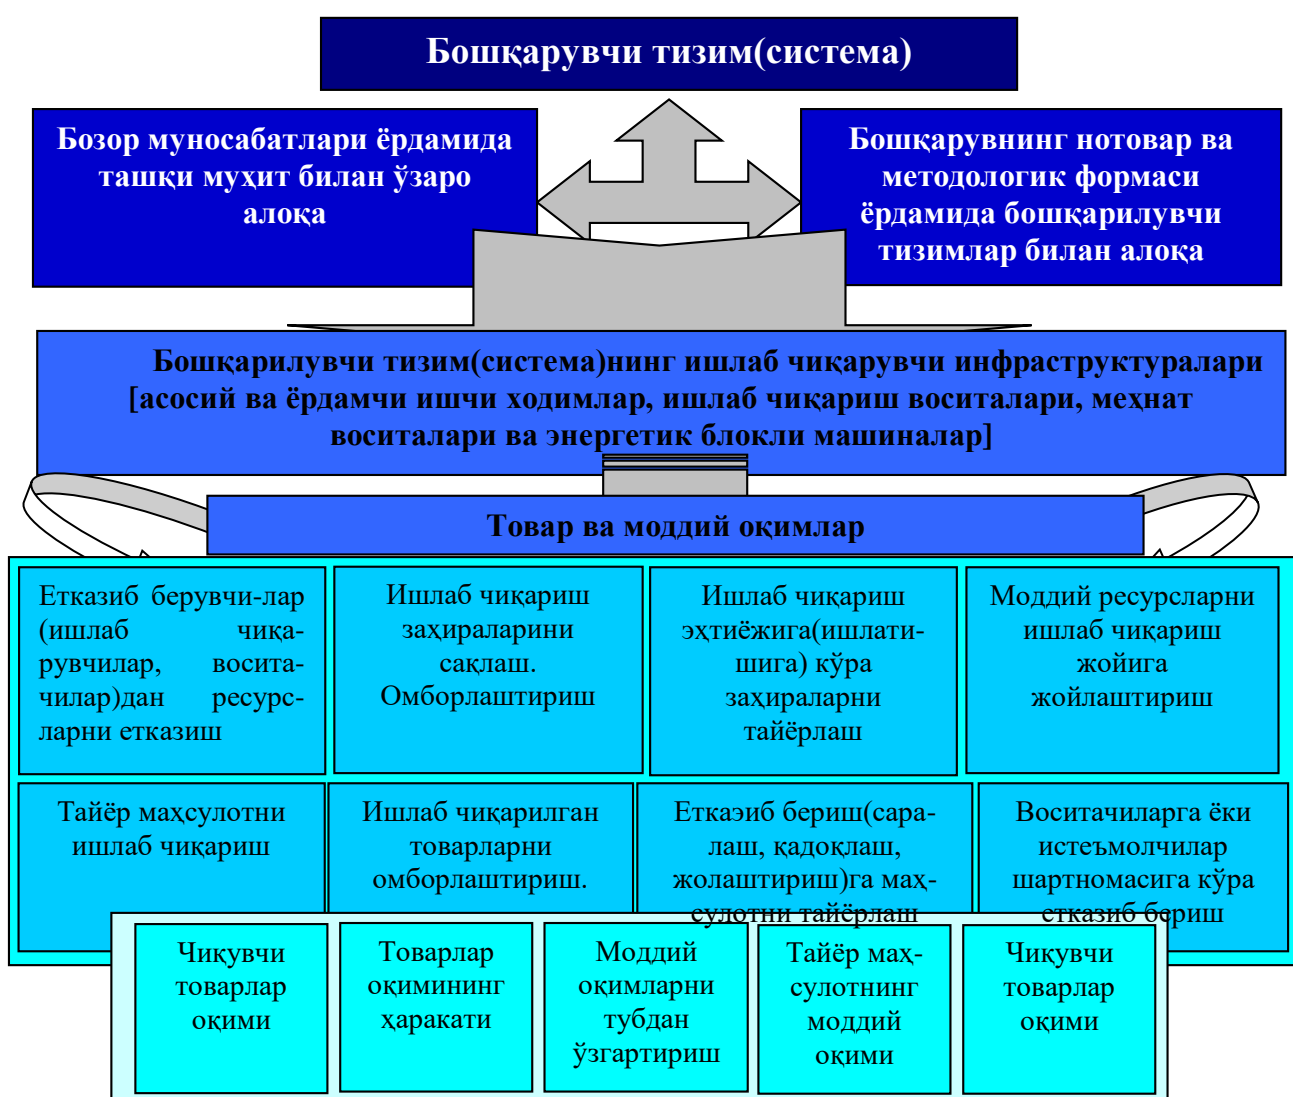 Бошқарувчи тизим(система)
Бозор муносабатлари ёрдамида
ташқи муҳит билан ўзаро
алоқа
Бошқарувнинг нотовар ва
методологик формаси
ёрдамида бошқарилувчи
тизимлар билан алоқа
Бошқарилувчи тизим(система)нинг ишлаб чиқарувчи инфраструктуралари
[асосий ва ёрдамчи ишчи ходимлар, ишлаб чиқариш воситалари, меҳнат
воситалари ва энергетик блокли машиналар]
Товар ва моддий оқимлар
Етказиб берувчи-лар
(ишлаб чиқа-
рувчилар, восита-
чилар)дан ресурс-
ларни етказиш
Ишлаб чиқариш
заҳираларини
сақлаш.
Омборлаштириш
Ишлаб чиқариш
эҳтиёжига(ишлати-
шига) кўра
заҳираларни
тайёрлаш
Моддий ресурсларни
ишлаб чиқариш
жойига
жойлаштириш
Тайёр маҳсулотни
ишлаб чиқариш
Ишлаб чиқарилган
товарларни
омборлаштириш.
Еткаэиб бериш(сара-
лаш, қадоқлаш,
жолаштириш)га маҳ-
сулотни тайёрлаш
Воситачиларга ёки
истеъмолчилар
шартномасига кўра
етказиб бериш
Чиқувчи
товарлар
оқими
Товарлар
оқимининг
ҳаракати
Моддий
оқимларни
тубдан
ўзгартириш
Тайёр маҳ-
сулотнинг
моддий
оқими
Чиқувчи
товарлар
оқими